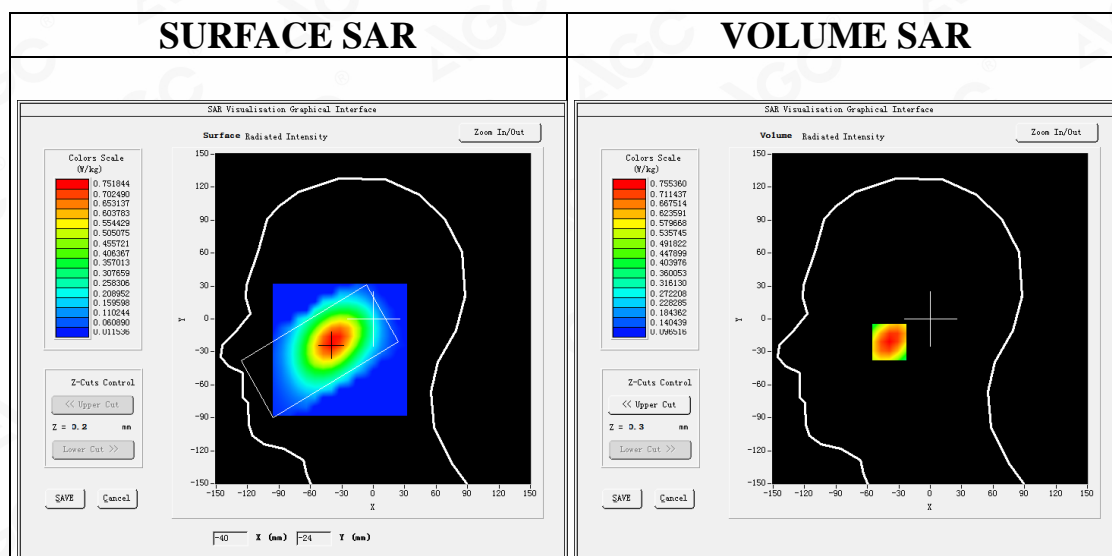 SURFACE SAR
VOLUME SAR
SAR Visualisation Graphical Interface
Surface Radiated Intensity
Zoom In/Out
Colors Scale
(W/kg)
0.751844
0.702490
0.653137
0.603783
0.554429
0.505075
0.455721
0.406367
0.357013
0.307659
0.258306
0.208952
0.159598
0.110244
0.060890
0.011536
150
120
90
60
30
0
-30
-60
-90
-120
-150
Y
-150 -120 -90 -60 -30 0 30 60 90 120 150
X
Z-Cuts Control
<< Upper Cut
Z = 0.2 mm
Lower Cut >>
SAVE Cancel
-40 X (mm) -24 Y (mm)
SAR Visualisation Graphical Interface
Volume Radiated Intensity
Zoom In/Out
Colors Scale
(W/kg)
0.755360
0.711437
0.667514
0.623591
0.579668
0.535745
0.491822
0.447899
0.403976
0.360053
0.316130
0.272208
0.228285
0.184362
0.140439
0.096516
150
120
90
60
30
0
-30
-60
-90
-120
-150
Y
-150 -120 -90 -60 -30 0 30 60 90 120 150
X
Z-Cuts Control
<< Upper Cut
Z = 0.3 mm
Lower Cut >>
SAVE Cancel